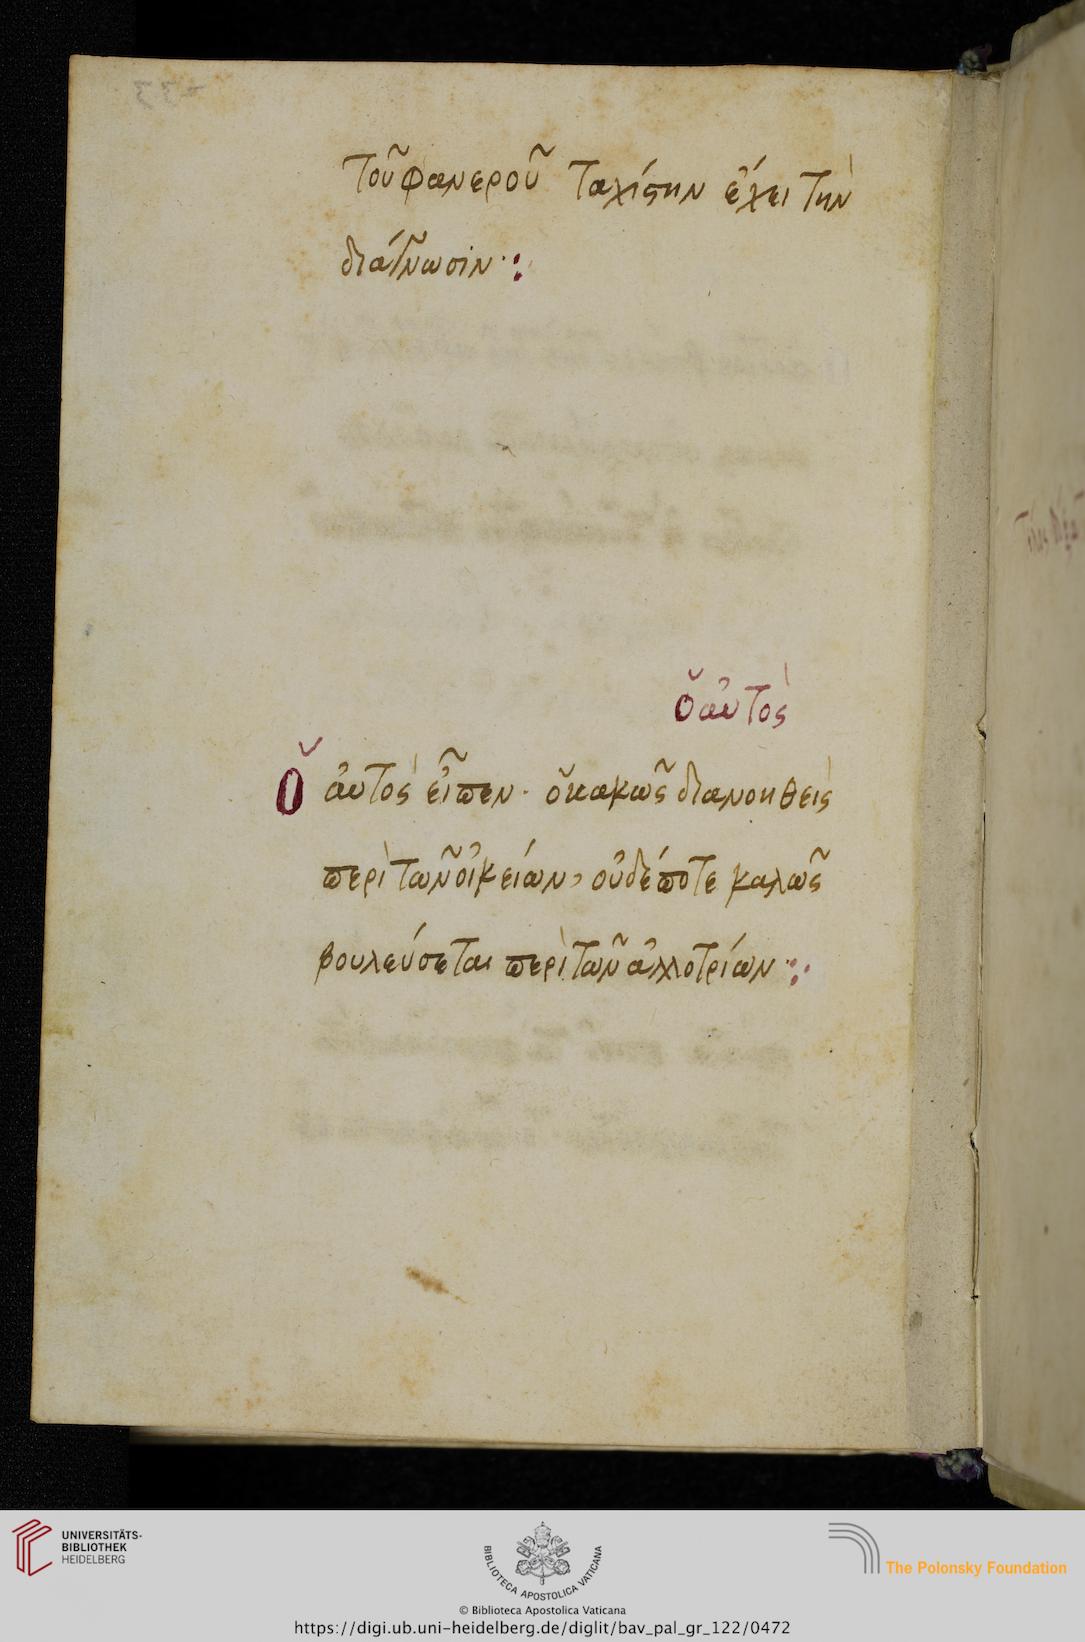 τοῦ φανεροῦ ταχίστην ἔχει τὴν
διάγνωσιν··:
ὁ αὐτὸς
Ὁ αὐτὸς εἶπεν· ὁ κακῶς διανοηθεὶς
περὶ τῶν οἰκείων, οὐδέποτε καλῶς
βουλεύσεται περὶ τῶν ἀλλοτρίων··:·
UNIVERSITÄTS-
BIBLIOTHEK
HEIDELBERG
BIBLIOTECA APOSTOLICA VATICANA
The Polonsky Foundation
© Biblioteca Apostolica Vaticana
https://digi.ub.uni-heidelberg.de/diglit/bav_pal_gr_122/0472